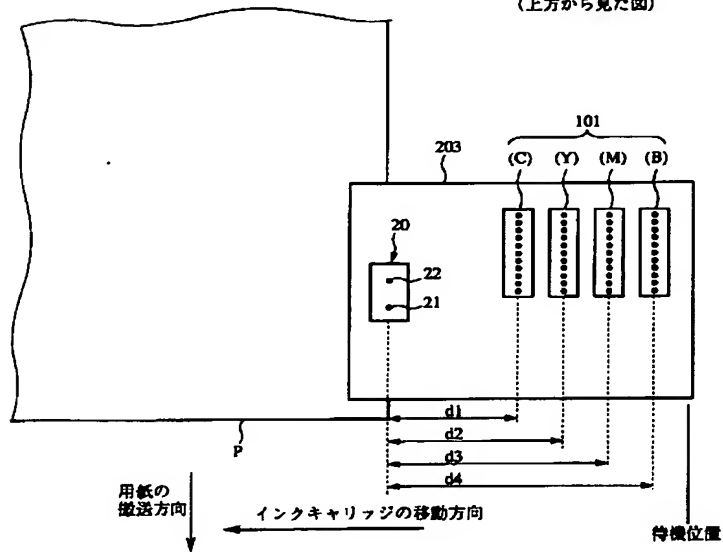 （上方から見た図）
101
203
(C) (Y) (M) (B)
20
22
21
d1
d2
d3
d4
P
用紙の
搬送方向
インクキャリッジの移動方向
待機位置